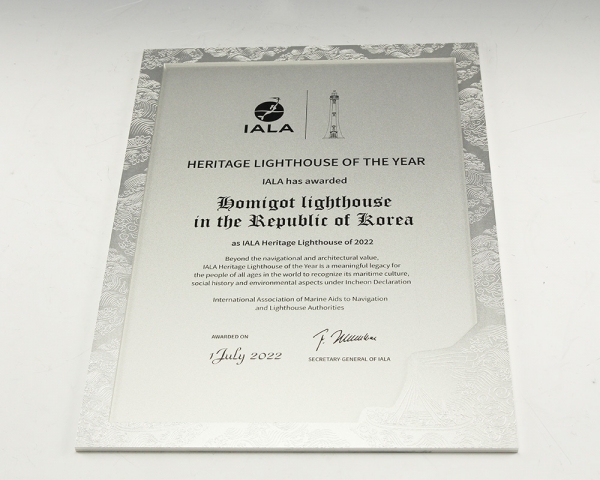 IALA
HERITAGE LIGHTHOUSE OF THE YEAR
IALA has awarded
Homigot lighthouse
in the Republic of Korea
as IALA Heritage Lighthouse of 2022
Beyond the navigational and architectural value,
IALA Heritage Lighthouse of the Year is a meaningful legacy for
the people of all ages in the world to recognize its maritime culture,
social history and environmental aspects under Incheon Declaration
International Association of Marine Aids to Navigation
and Lighthouse Authorities
AWARDED ON
1 July 2022
SECRETARY GENERAL OF IALA